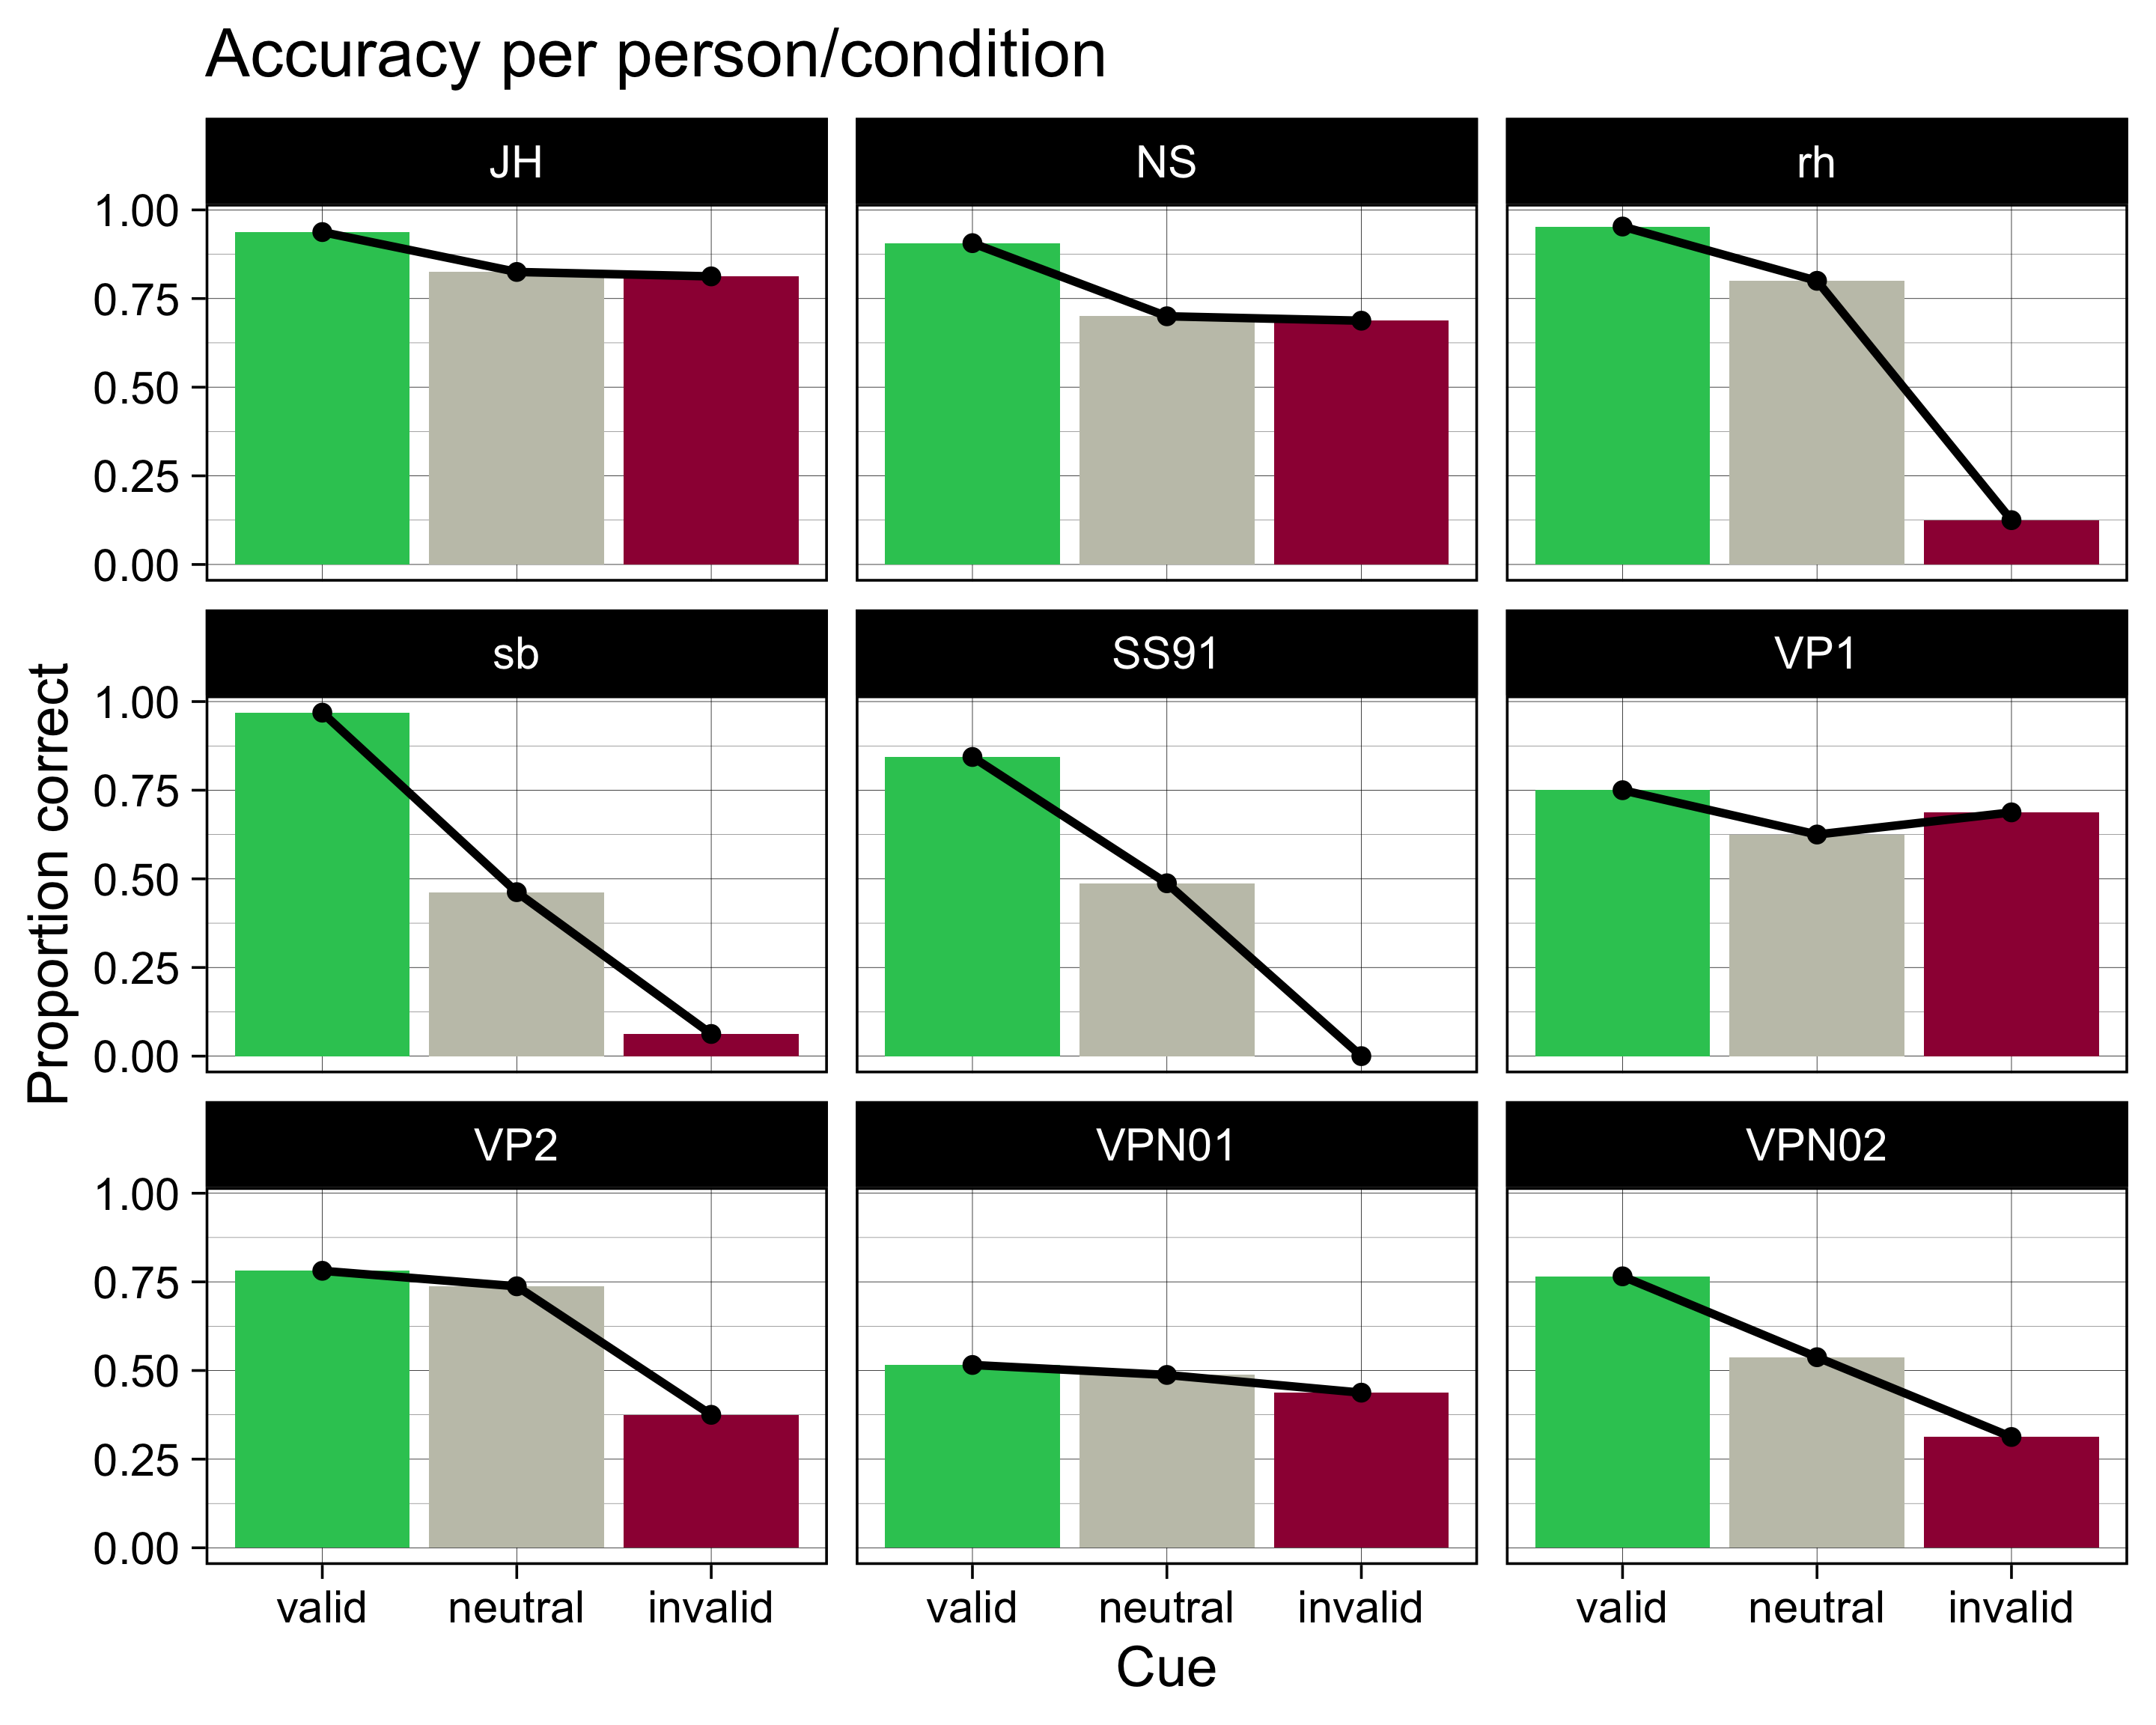 Accuracy per person/condition
JH
NS
rh
1.00
0.75
0.50
0.25
0.00
sb
SS91
VP1
1.00
0.75
0.50
0.25
0.00
VP2
VPN01
VPN02
1.00
0.75
0.50
0.25
0.00
valid neutral invalid
valid neutral invalid
valid neutral invalid
Cue
Proportion correct